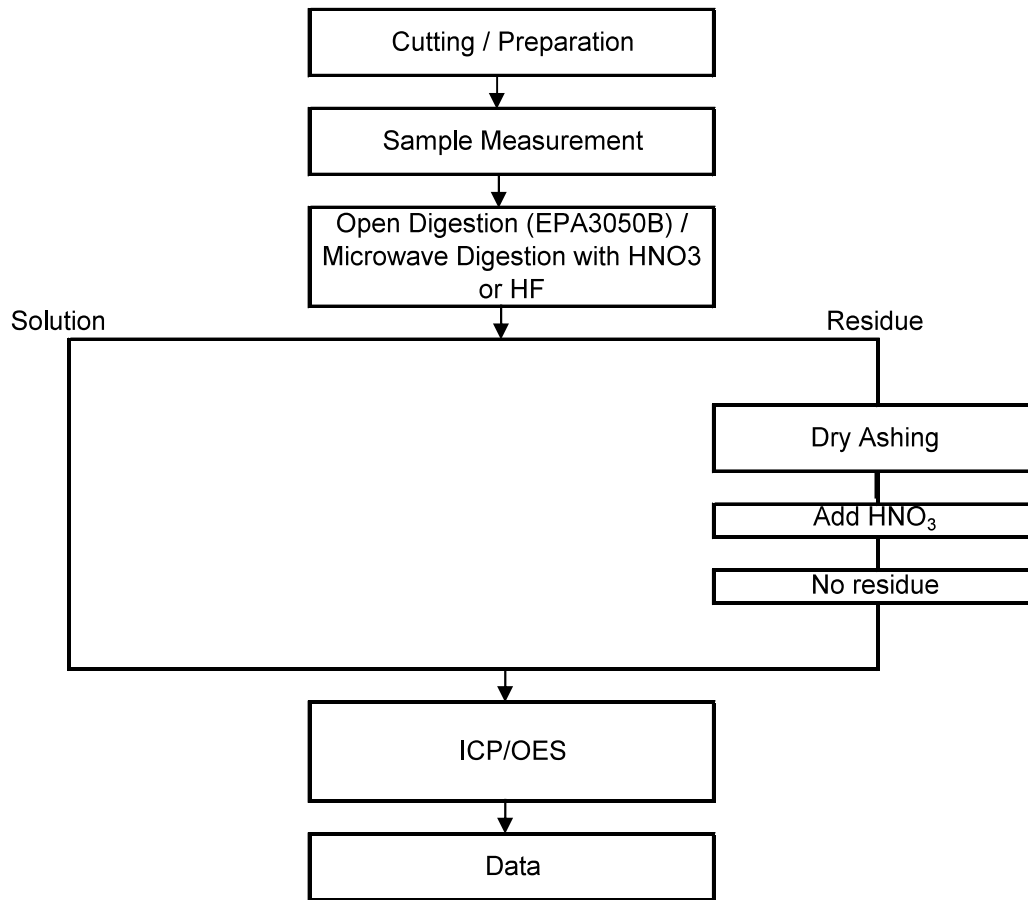 Cutting / Preparation
Sample Measurement
Open Digestion (EPA3050B) /
Microwave Digestion with HNO3
or HF
Solution
Residue
Dry Ashing
Add HNO₃
No residue
ICP/OES
Data